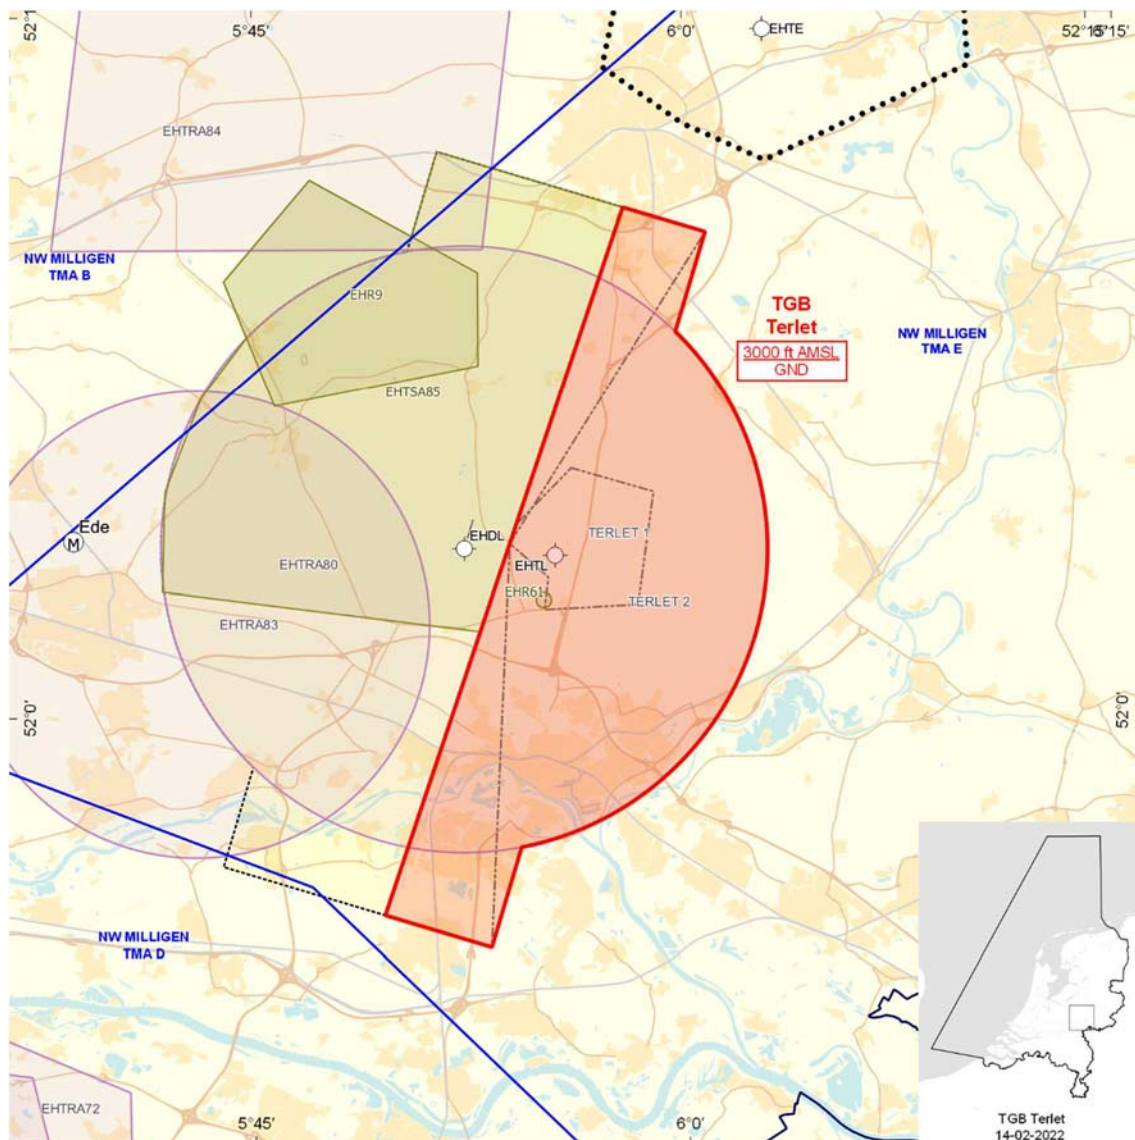 52°1
5°45'
6°0'
52°15'15'
EHTE
EHTRA84
NW MILLIGEN
TMA B
EHR9
TGB
Terlet
3000 ft AMSL
GND
NW MILLIGEN
TMA E
EHTSA85
Ede
M
EHDL
TERLET 1
EHTL
EHTRA80
EHR61
TERLET 2
EHTRA83
52°0'
52°0'
NW MILLIGEN
TMA D
EHTRA72
5°45'
6°0'
TGB Terlet
14-02-2022